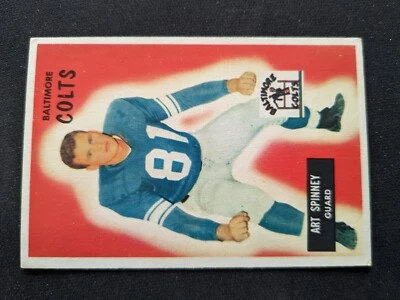 BALTIMORE
COLTS
BALTIMORE
COLTS
81
ART SPINNEY
GUARD